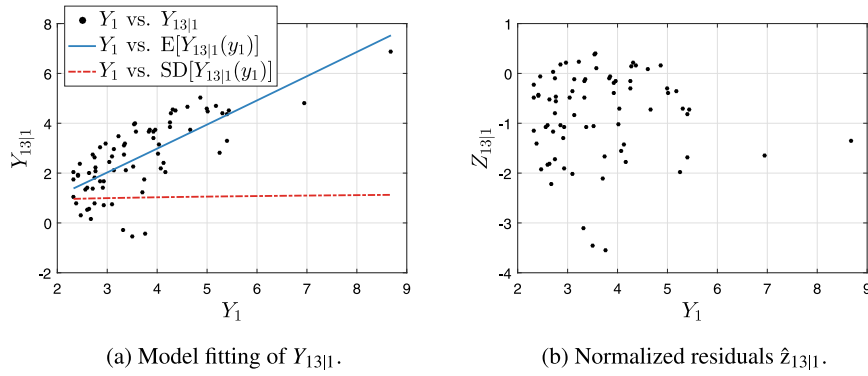 8
6
4
2
0
-2
Y₁₃|₁
Y₁ vs. Y₁₃|₁
Y₁ vs. E[Y₁₃|₁(y₁)]
Y₁ vs. SD[Y₁₃|₁(y₁)]
2 3 4 5 6 7 8 9
Y₁
(a) Model fitting of Y₁₃|₁.
1
0
-1
-2
-3
-4
Z₁₃|₁
2 3 4 5 6 7 8 9
Y₁
(b) Normalized residuals ẑ₁₃|₁.